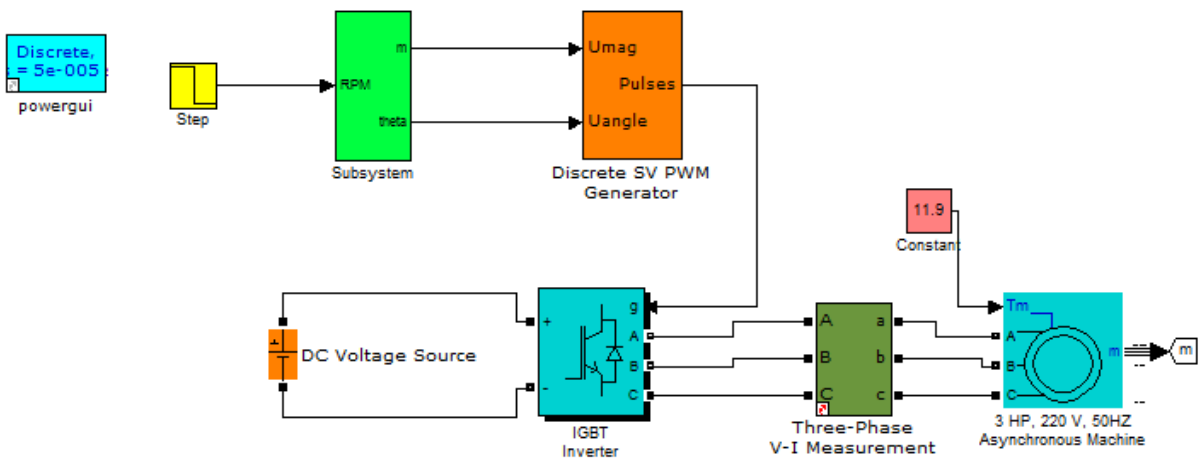 Discrete,
s = 5e-005
powergui
Step
m
RPM
theta
Subsystem
Umag
Pulses
Uangle
Discrete SV PWM
Generator
11.9
Constant
DC Voltage Source
+
-
g
A
B
C
IGBT
Inverter
A
B
C
a
b
c
Three-Phase
V-I Measurement
Tm
A
B
C
m
3 HP, 220 V, 50HZ
Asynchronous Machine
m